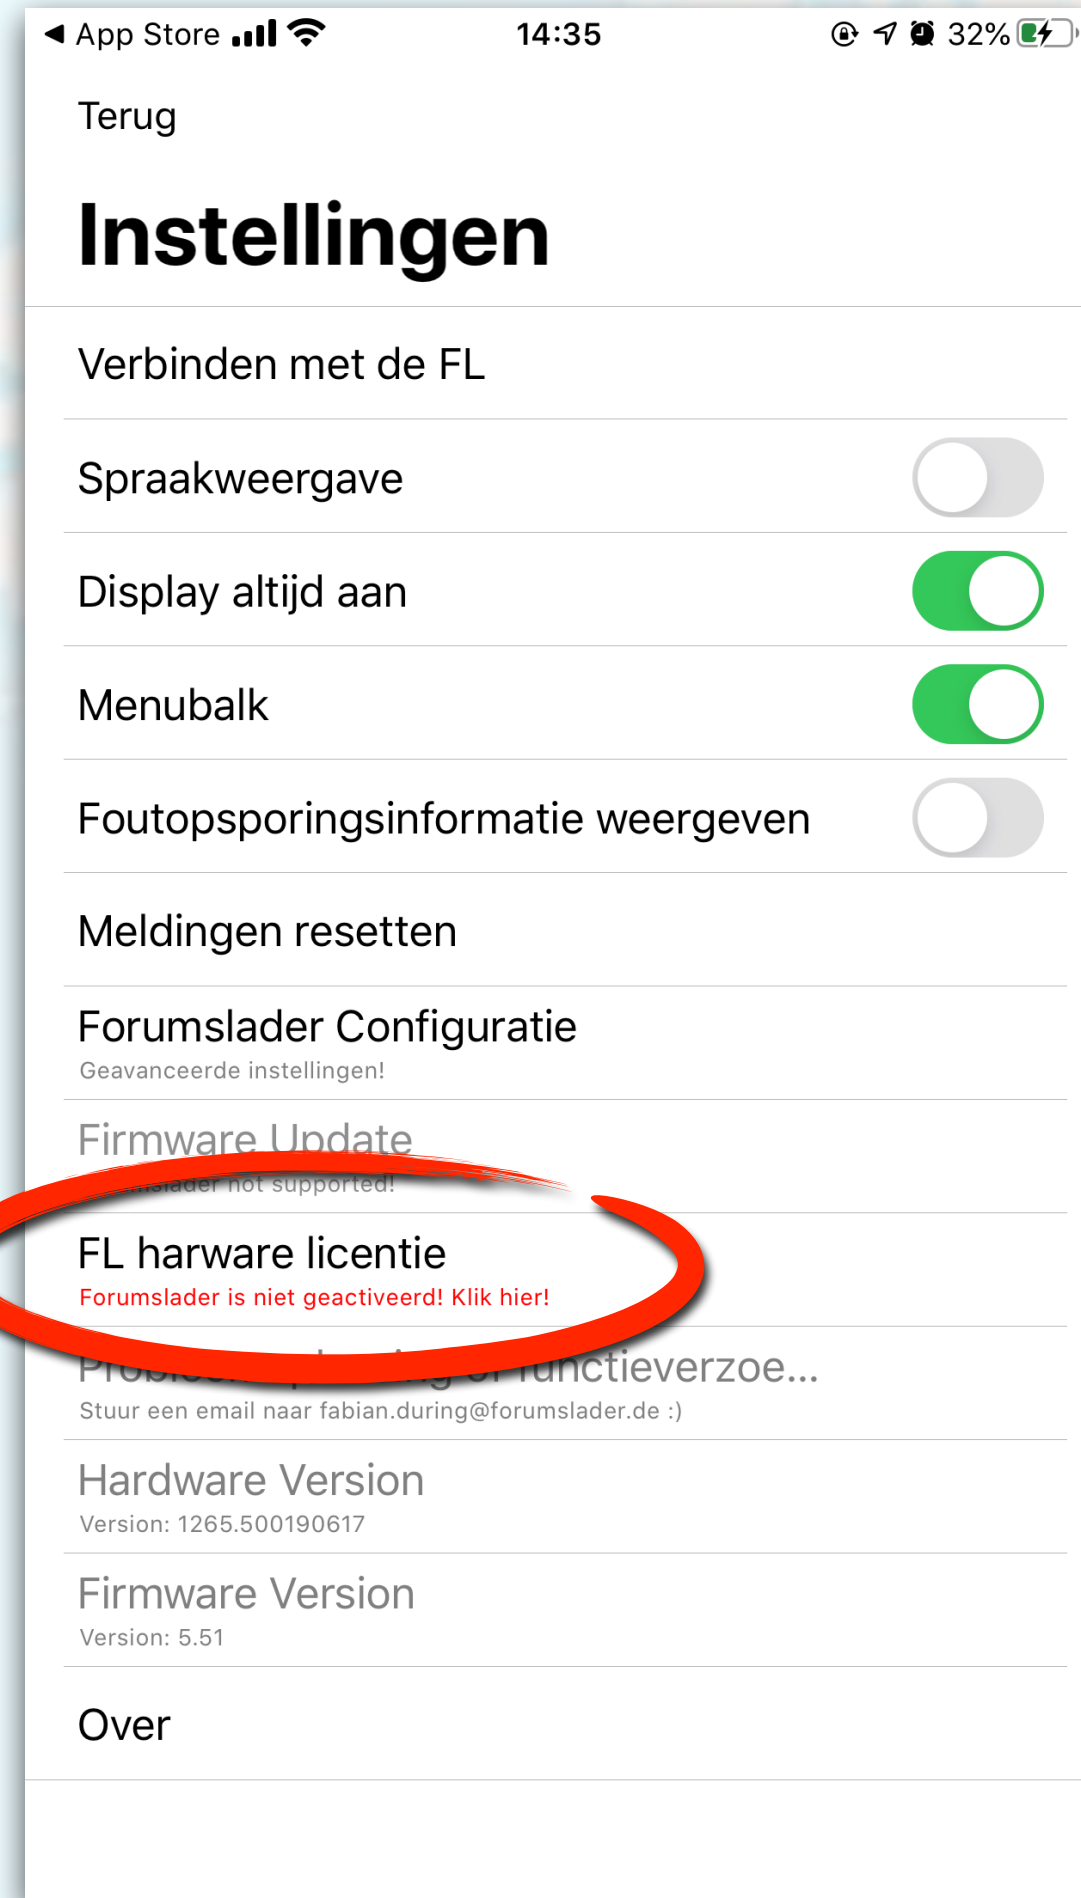 App Store 14:35 32%
Terug
Instellingen
Verbinden met de FL
Spraakweergave
Display altijd aan
Menubalk
Foutopsporingsinformatie weergeven
Meldingen resetten
Forumslader Configuratie
Geavanceerde instellingen!
Firmware Update
not supported!
FL harware licentie
Forumslader is niet geactiveerd! Klik hier!
functieverzoe...
Stuur een email naar fabian.during@forumslader.de :)
Hardware Version
Version: 1265.500190617
Firmware Version
Version: 5.51
Over